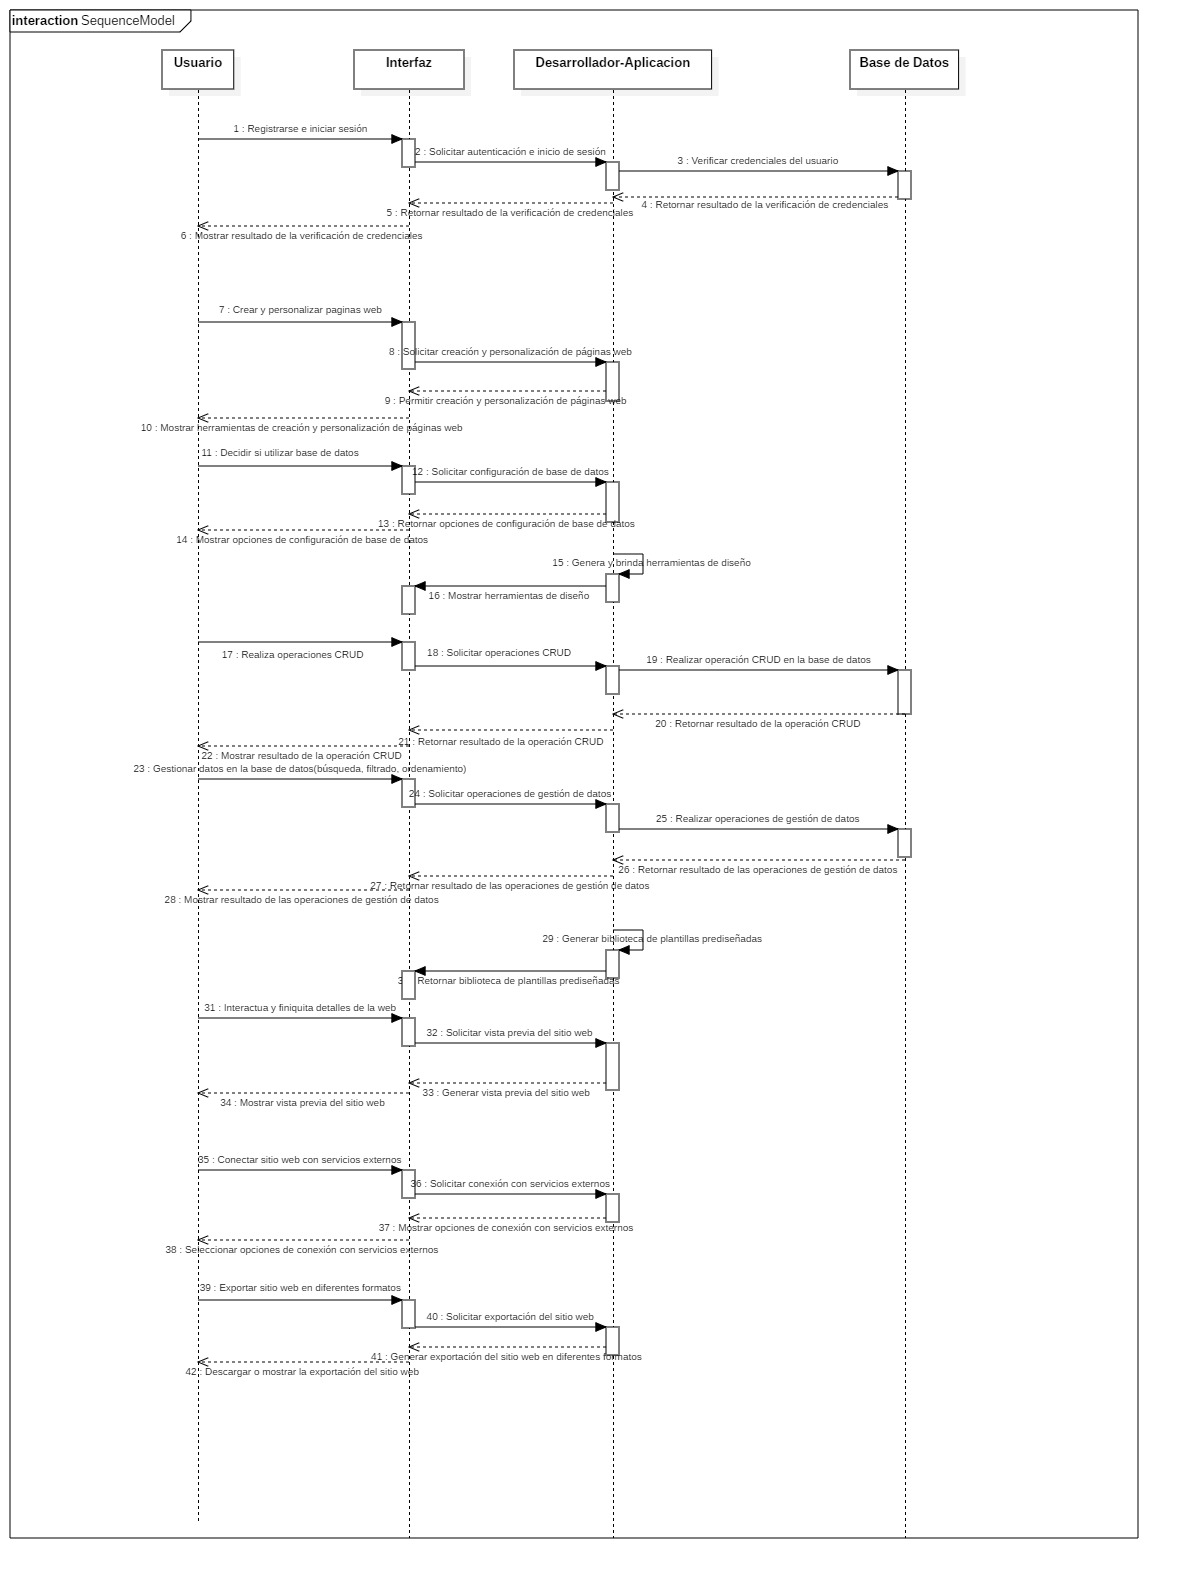 interaction SequenceModel
Usuario
Interfaz
Desarrollador-Aplicacion
Base de Datos
1 : Registrarse e iniciar sesión
2 : Solicitar autenticación e inicio de sesión
3 : Verificar credenciales del usuario
4 : Retornar resultado de la verificación de credenciales
5 : Retornar resultado de la verificación de credenciales
6 : Mostrar resultado de la verificación de credenciales
7 : Crear y personalizar paginas web
8 : Solicitar creación y personalización de páginas web
9 : Permitir creación y personalización de páginas web
10 : Mostrar herramientas de creación y personalización de páginas web
11 : Decidir si utilizar base de datos
12 : Solicitar configuración de base de datos
13 : Retornar opciones de configuración de base de datos
14 : Mostrar opciones de configuración de base de datos
15 : Genera y brinda herramientas de diseño
16 : Mostrar herramientas de diseño
17 : Realiza operaciones CRUD
18 : Solicitar operaciones CRUD
19 : Realizar operación CRUD en la base de datos
20 : Retornar resultado de la operación CRUD
21 : Retornar resultado de la operación CRUD
22 : Mostrar resultado de la operación CRUD
23 : Gestionar datos en la base de datos(búsqueda, filtrado, ordenamiento)
24 : Solicitar operaciones de gestión de datos
25 : Realizar operaciones de gestión de datos
26 : Retornar resultado de las operaciones de gestión de datos
27 : Retornar resultado de las operaciones de gestión de datos
28 : Mostrar resultado de las operaciones de gestión de datos
29 : Generar biblioteca de plantillas prediseñadas
Retornar biblioteca de plantillas prediseñadas
31 : Interactua y finiquita detalles de la web
32 : Solicitar vista previa del sitio web
33 : Generar vista previa del sitio web
34 : Mostrar vista previa del sitio web
35 : Conectar sitio web con servicios externos
36 : Solicitar conexión con servicios externos
37 : Mostrar opciones de conexión con servicios externos
38 : Seleccionar opciones de conexión con servicios externos
39 : Exportar sitio web en diferentes formatos
40 : Solicitar exportación del sitio web
41 : Generar exportación del sitio web en diferentes formatos
42 : Descargar o mostrar la exportación del sitio web